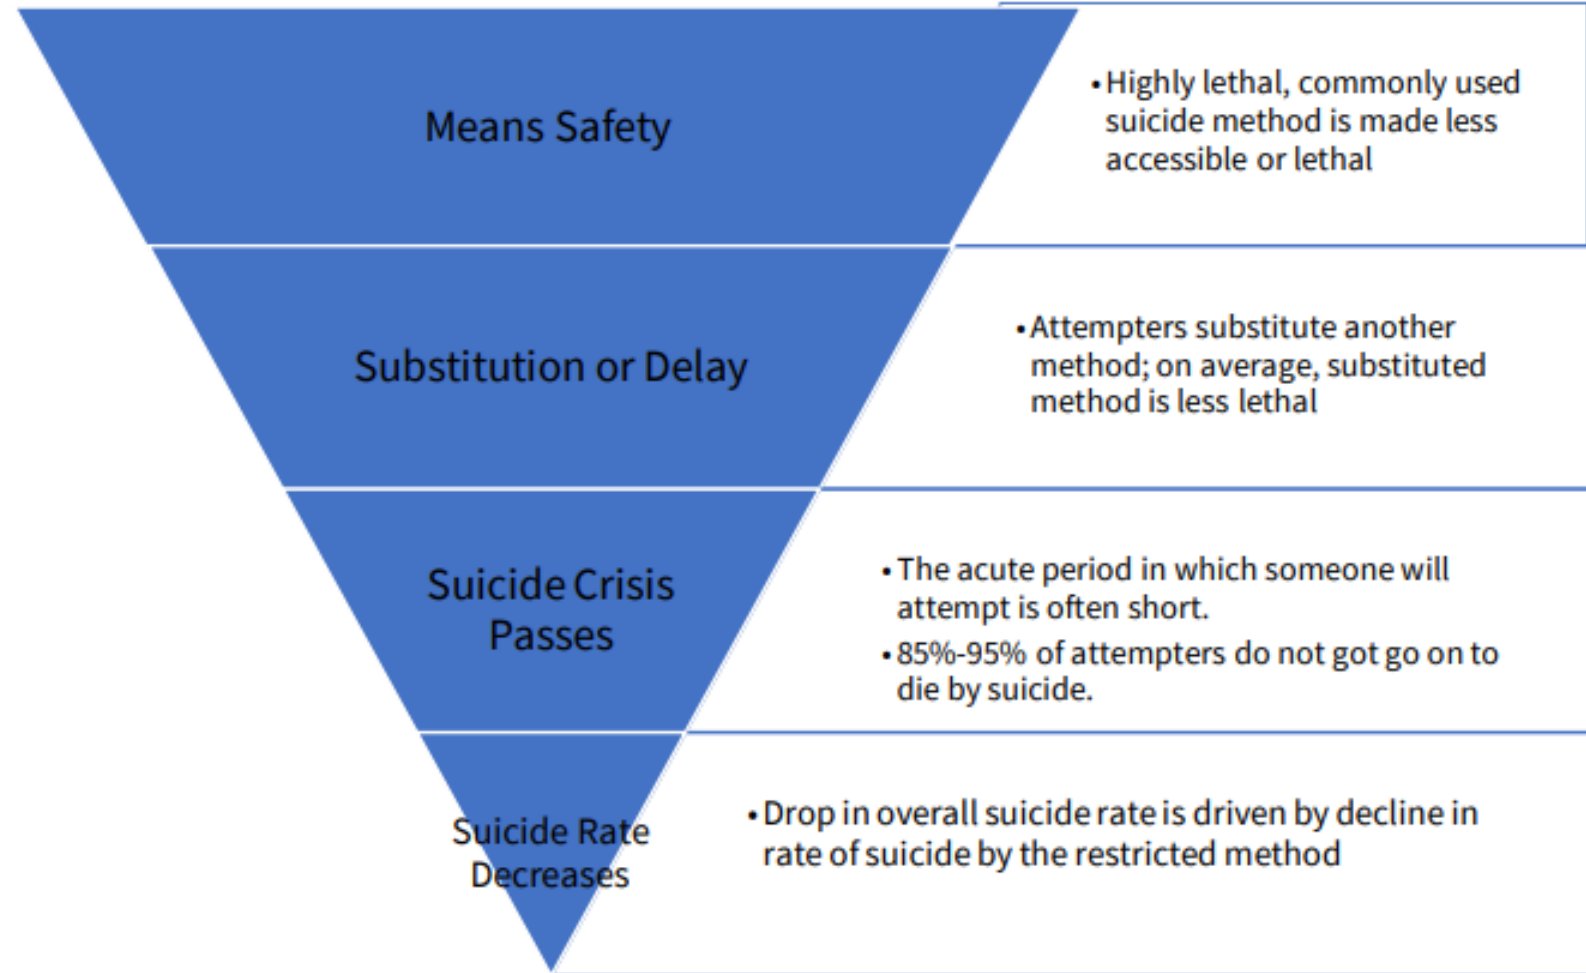 Means Safety
• Highly lethal, commonly used
suicide method is made less
accessible or lethal
Substitution or Delay
• Attempters substitute another
method; on average, substituted
method is less lethal
Suicide Crisis
Passes
• The acute period in which someone will
attempt is often short.
• 85%-95% of attempters do not got go on to
die by suicide.
Suicide Rate
Decreases
• Drop in overall suicide rate is driven by decline in
rate of suicide by the restricted method